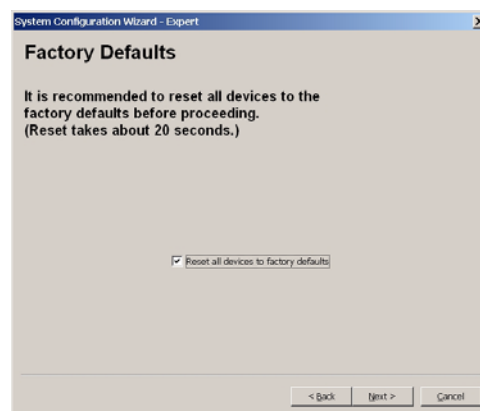 System Configuration Wizard - Expert
Factory Defaults
It is recommended to reset all devices to the
factory defaults before proceeding.
(Reset takes about 20 seconds.)
Reset all devices to factory defaults
< Back Next > Cancel